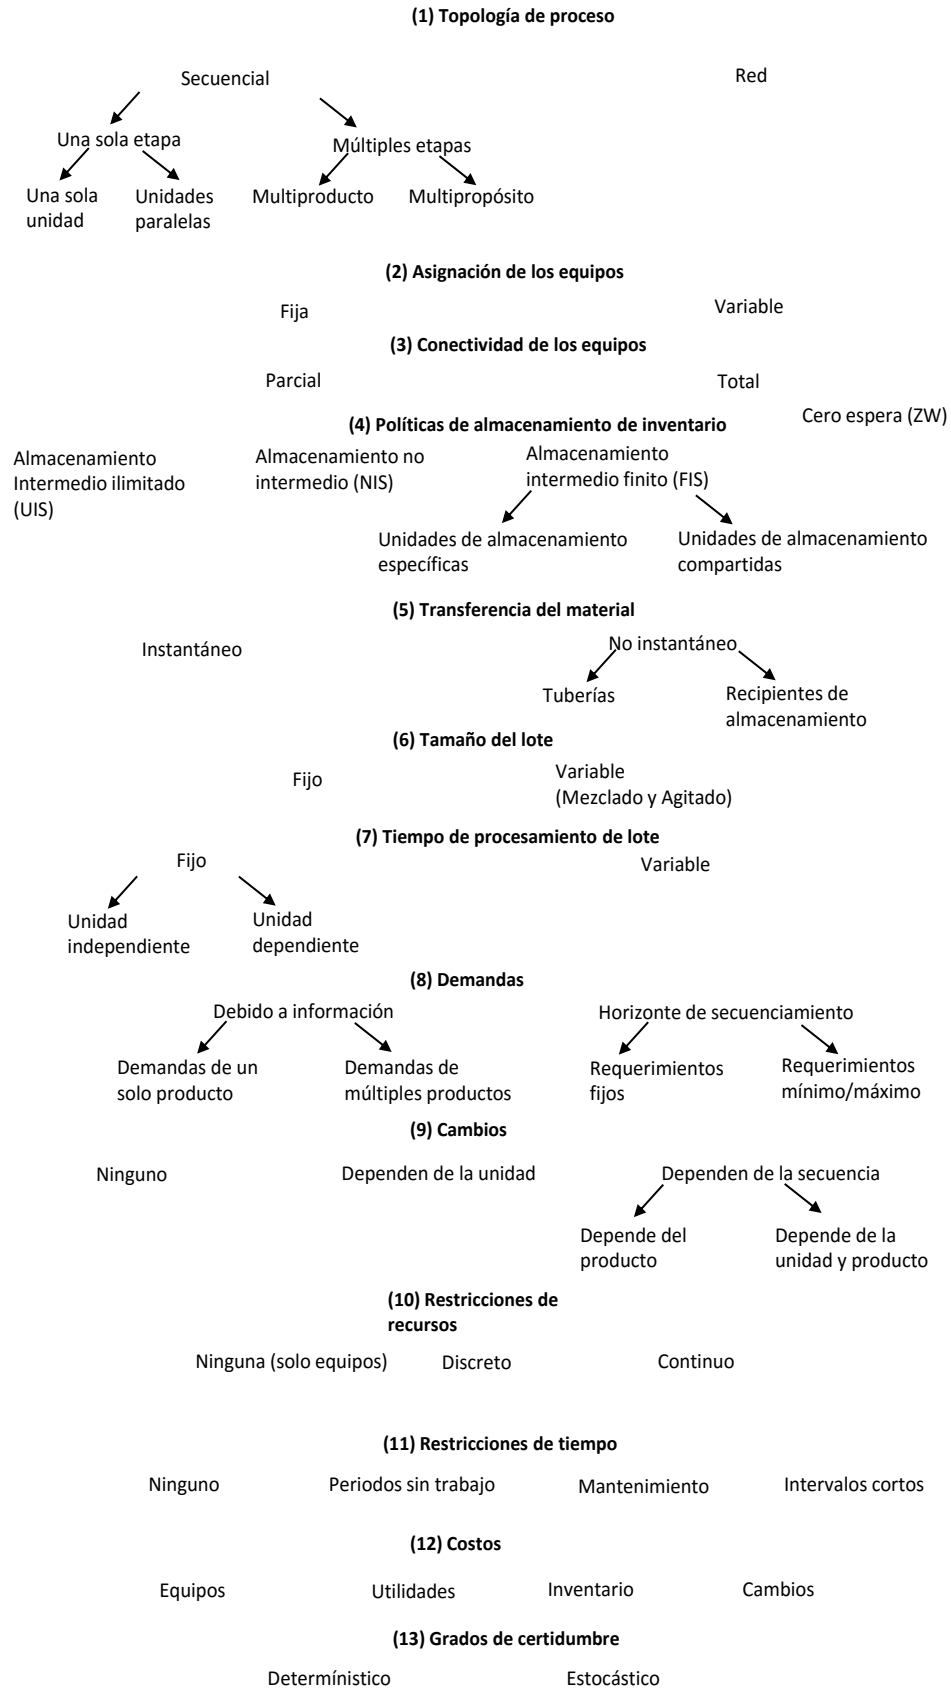 (1) Topología de proceso
Secuencial
Red
Una sola etapa
Múltiples etapas
Una sola
unidad
Unidades
paralelas
Multiproducto
Multipropósito
(2) Asignación de los equipos
Fija
Variable
(3) Conectividad de los equipos
Parcial
Total
(4) Políticas de almacenamiento de inventario
Cero espera (ZW)
Almacenamiento
Intermedio ilimitado
(UIS)
Almacenamiento no
intermedio (NIS)
Almacenamiento
intermedio finito (FIS)
Unidades de almacenamiento
específicas
Unidades de almacenamiento
compartidas
(5) Transferencia del material
Instantáneo
No instantáneo
Tuberías
Recipientes de
almacenamiento
(6) Tamaño del lote
Fijo
Variable
(Mezclado y Agitado)
(7) Tiempo de procesamiento de lote
Fijo
Variable
Unidad
independiente
Unidad
dependiente
(8) Demandas
Debido a información
Horizonte de secuenciamiento
Demandas de un
solo producto
Demandas de
múltiples productos
Requerimientos
fijos
Requerimientos
mínimo/máximo
(9) Cambios
Ninguno
Dependen de la unidad
Dependen de la secuencia
Depende del
producto
Depende de la
unidad y producto
(10) Restricciones de
recursos
Ninguna (solo equipos)
Discreto
Continuo
(11) Restricciones de tiempo
Ninguno
Periodos sin trabajo
Mantenimiento
Intervalos cortos
(12) Costos
Equipos
Utilidades
Inventario
Cambios
(13) Grados de certidumbre
Determínistico
Estocástico